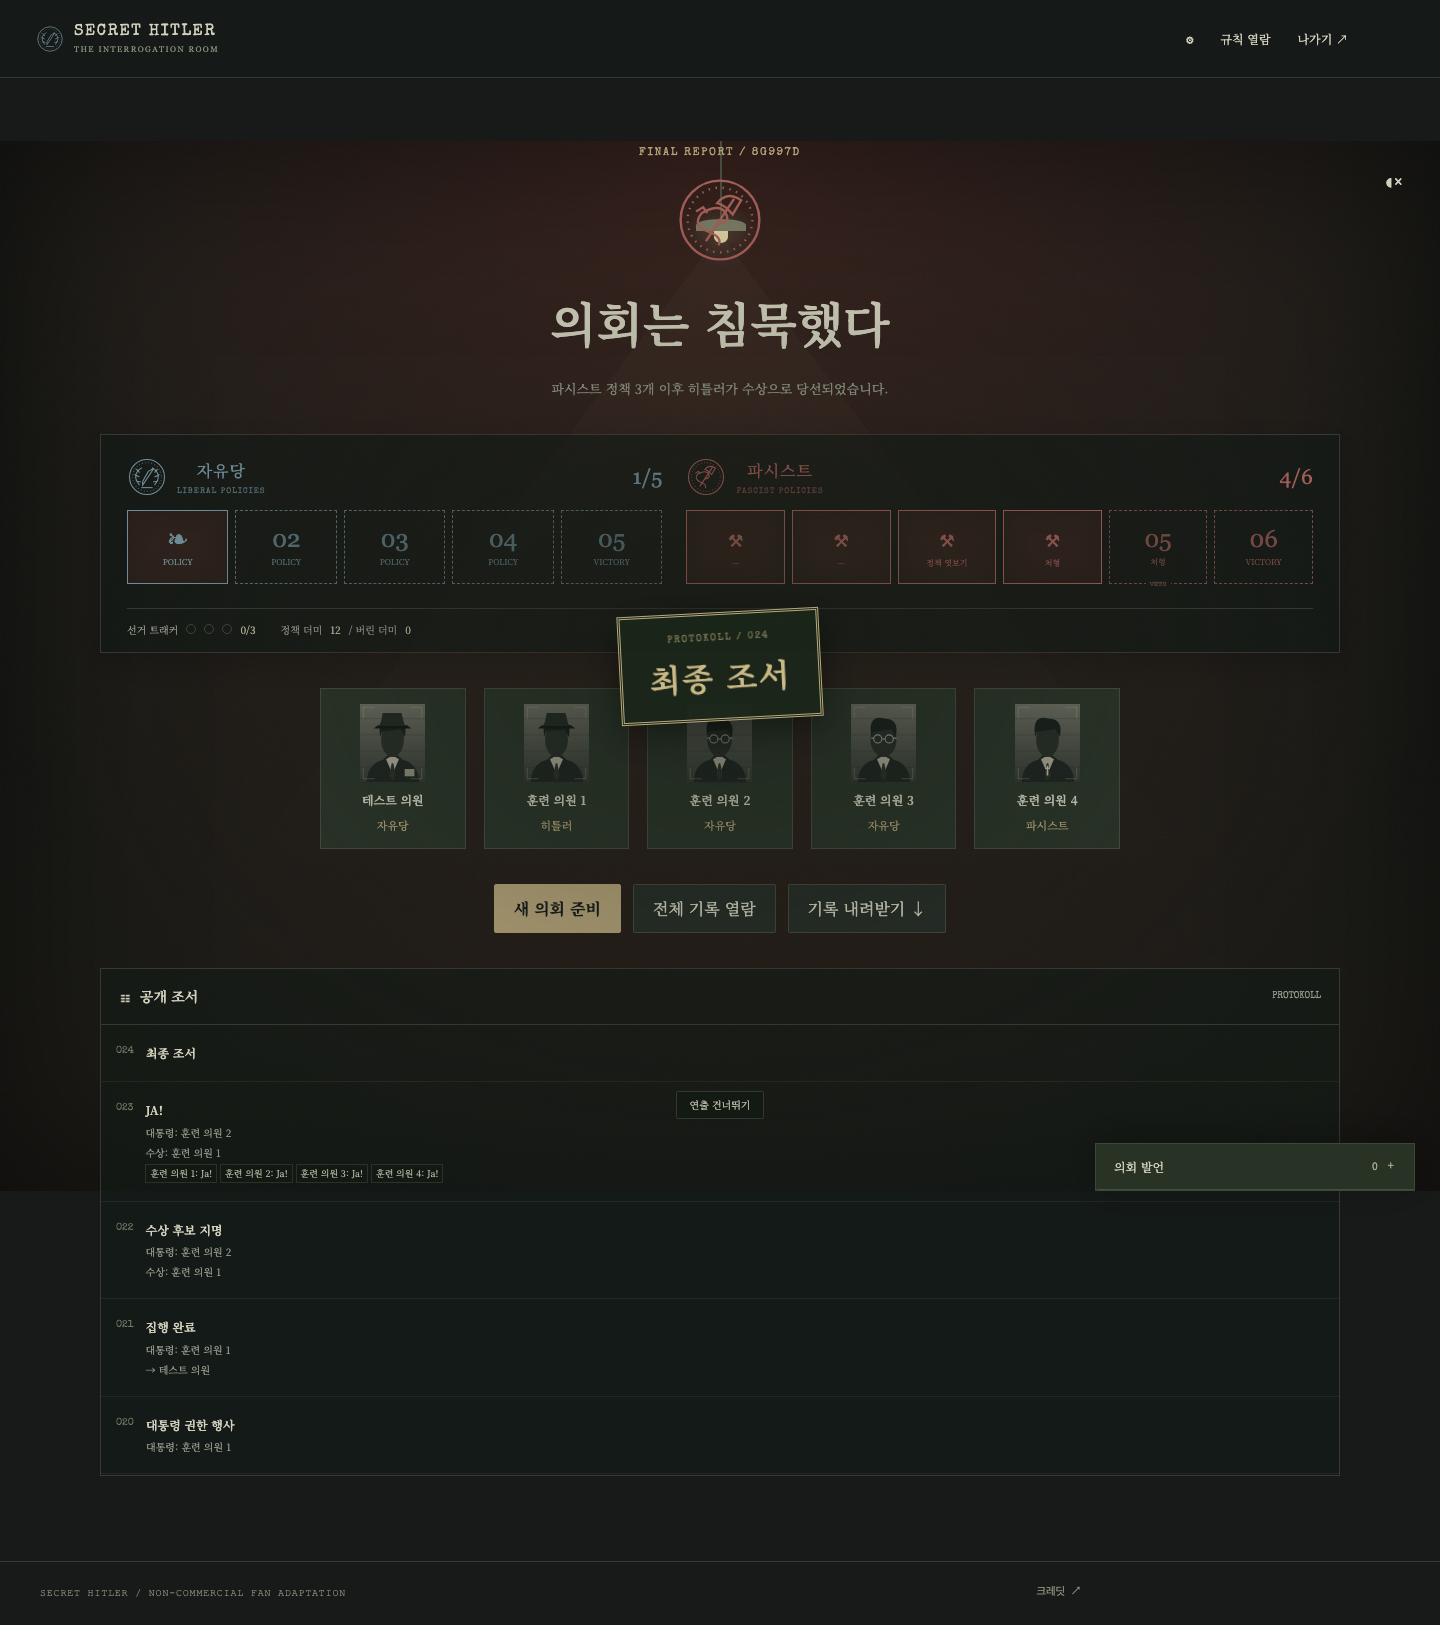 SECRET HITLER
THE INTERROGATION ROOM
규칙 열람
나가기 ↗
FINAL REPORT / 8G997D
의회는 침묵했다
파시스트 정책 3개 이후 히틀러가 수상으로 당선되었습니다.
자유당
LIBERAL POLICIES
1/5
파시스트
FASCIST POLICIES
4/6
POLICY
02
POLICY
03
POLICY
04
POLICY
05
VICTORY
—
—
정책 엿보기
처형
05
처형
VETO
06
VICTORY
선거 트래커 0/3 정책 더미 12 / 버린 더미 0
PROTOKOLL / 024
최종 조서
테스트 의원
자유당
훈련 의원 1
히틀러
훈련 의원 2
자유당
훈련 의원 3
자유당
훈련 의원 4
파시스트
새 의회 준비
전체 기록 열람
기록 내려받기 ↓
공개 조서
PROTOKOLL
024 최종 조서
023 JA!
대통령: 훈련 의원 2
수상: 훈련 의원 1
훈련 의원 1: Ja! 훈련 의원 2: Ja! 훈련 의원 3: Ja! 훈련 의원 4: Ja!
연출 건너뛰기
의회 발언 0 +
022 수상 후보 지명
대통령: 훈련 의원 2
수상: 훈련 의원 1
021 집행 완료
대통령: 훈련 의원 1
→ 테스트 의원
020 대통령 권한 행사
대통령: 훈련 의원 1
SECRET HITLER / NON-COMMERCIAL FAN ADAPTATION
크레딧 ↗